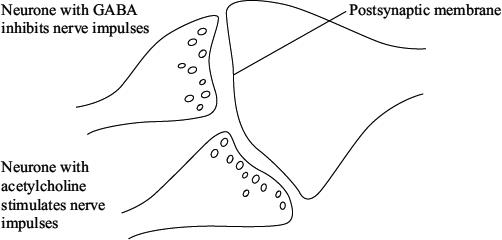 Neurone with GABA
inhibits nerve impulses
Postsynaptic membrane
Neurone with
acetylcholine
stimulates nerve
impulses